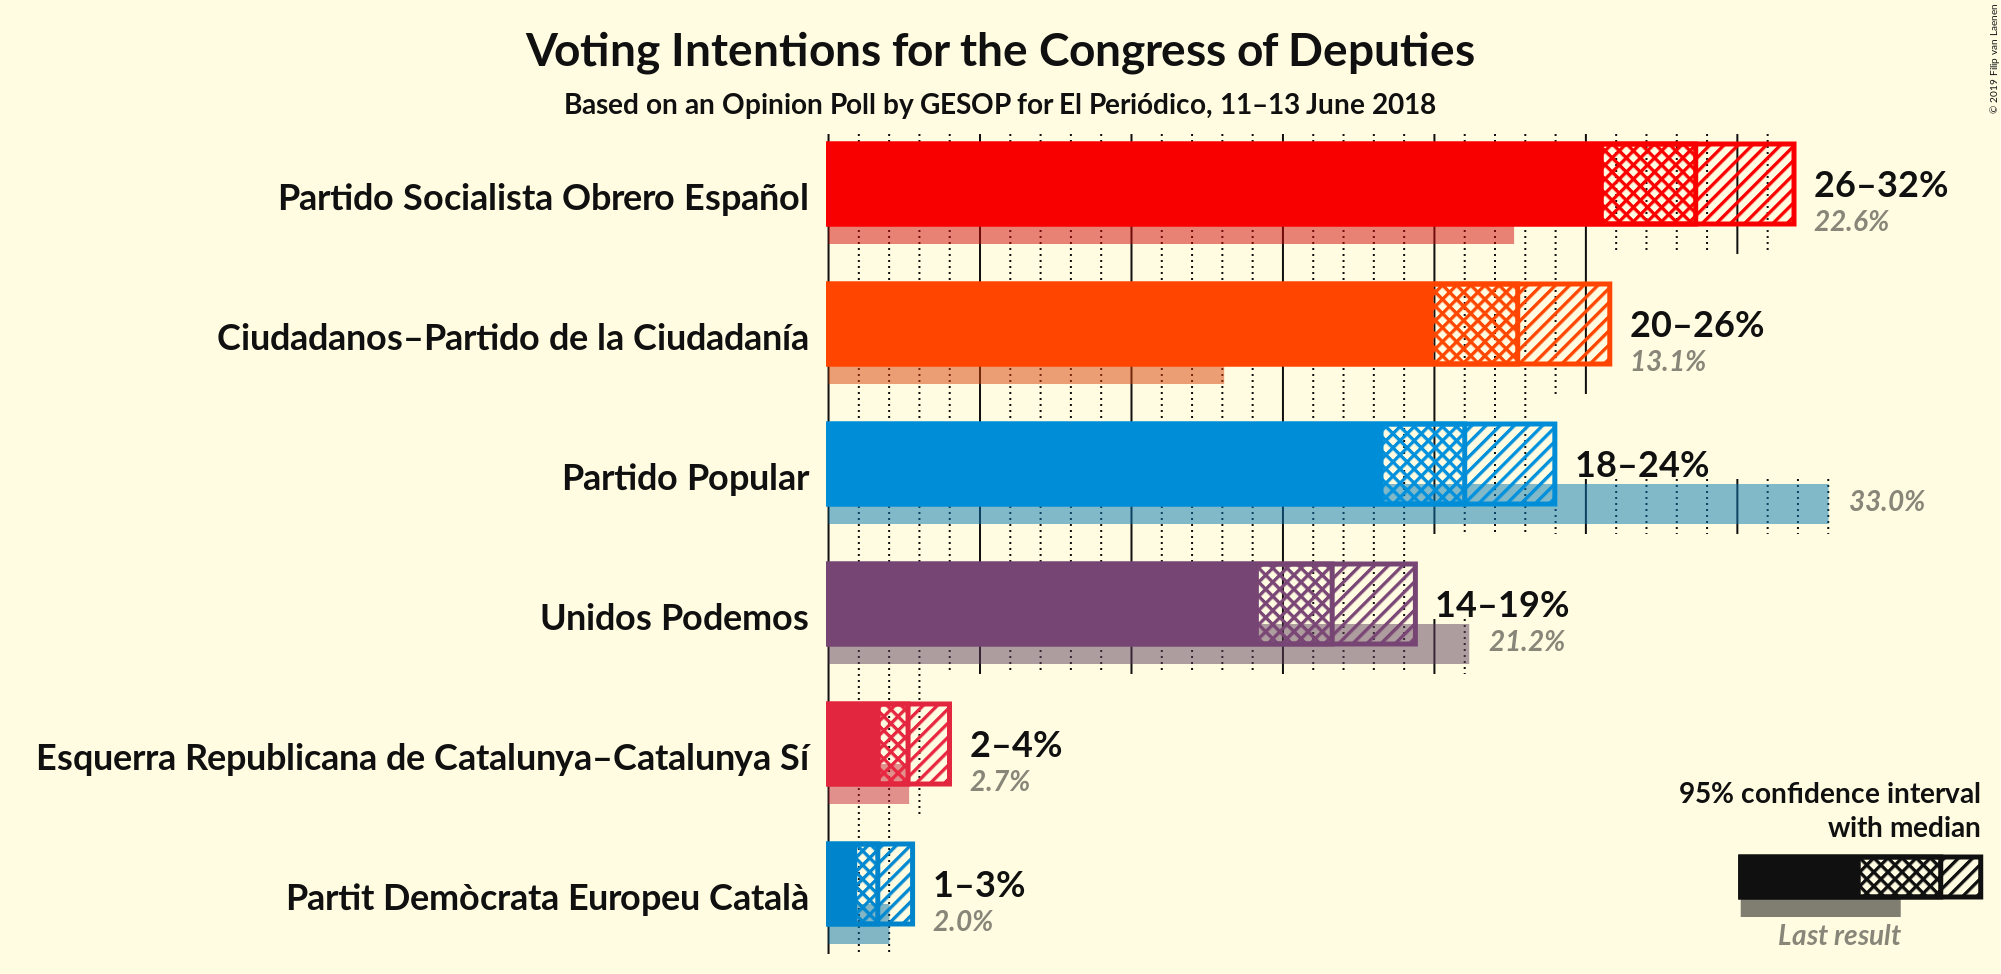 Voting Intentions for the Congress of Deputies
Based on an Opinion Poll by GESOP for El Periódico, 11–13 June 2018
© 2019 Filip van Laenen
Partido Socialista Obrero Español
26–32%
22.6%
Ciudadanos–Partido de la Ciudadanía
20–26%
13.1%
Partido Popular
18–24%
33.0%
Unidos Podemos
14–19%
21.2%
Esquerra Republicana de Catalunya–Catalunya Sí
2–4%
2.7%
Partit Demòcrata Europeu Català
1–3%
2.0%
95% confidence interval
with median
Last result